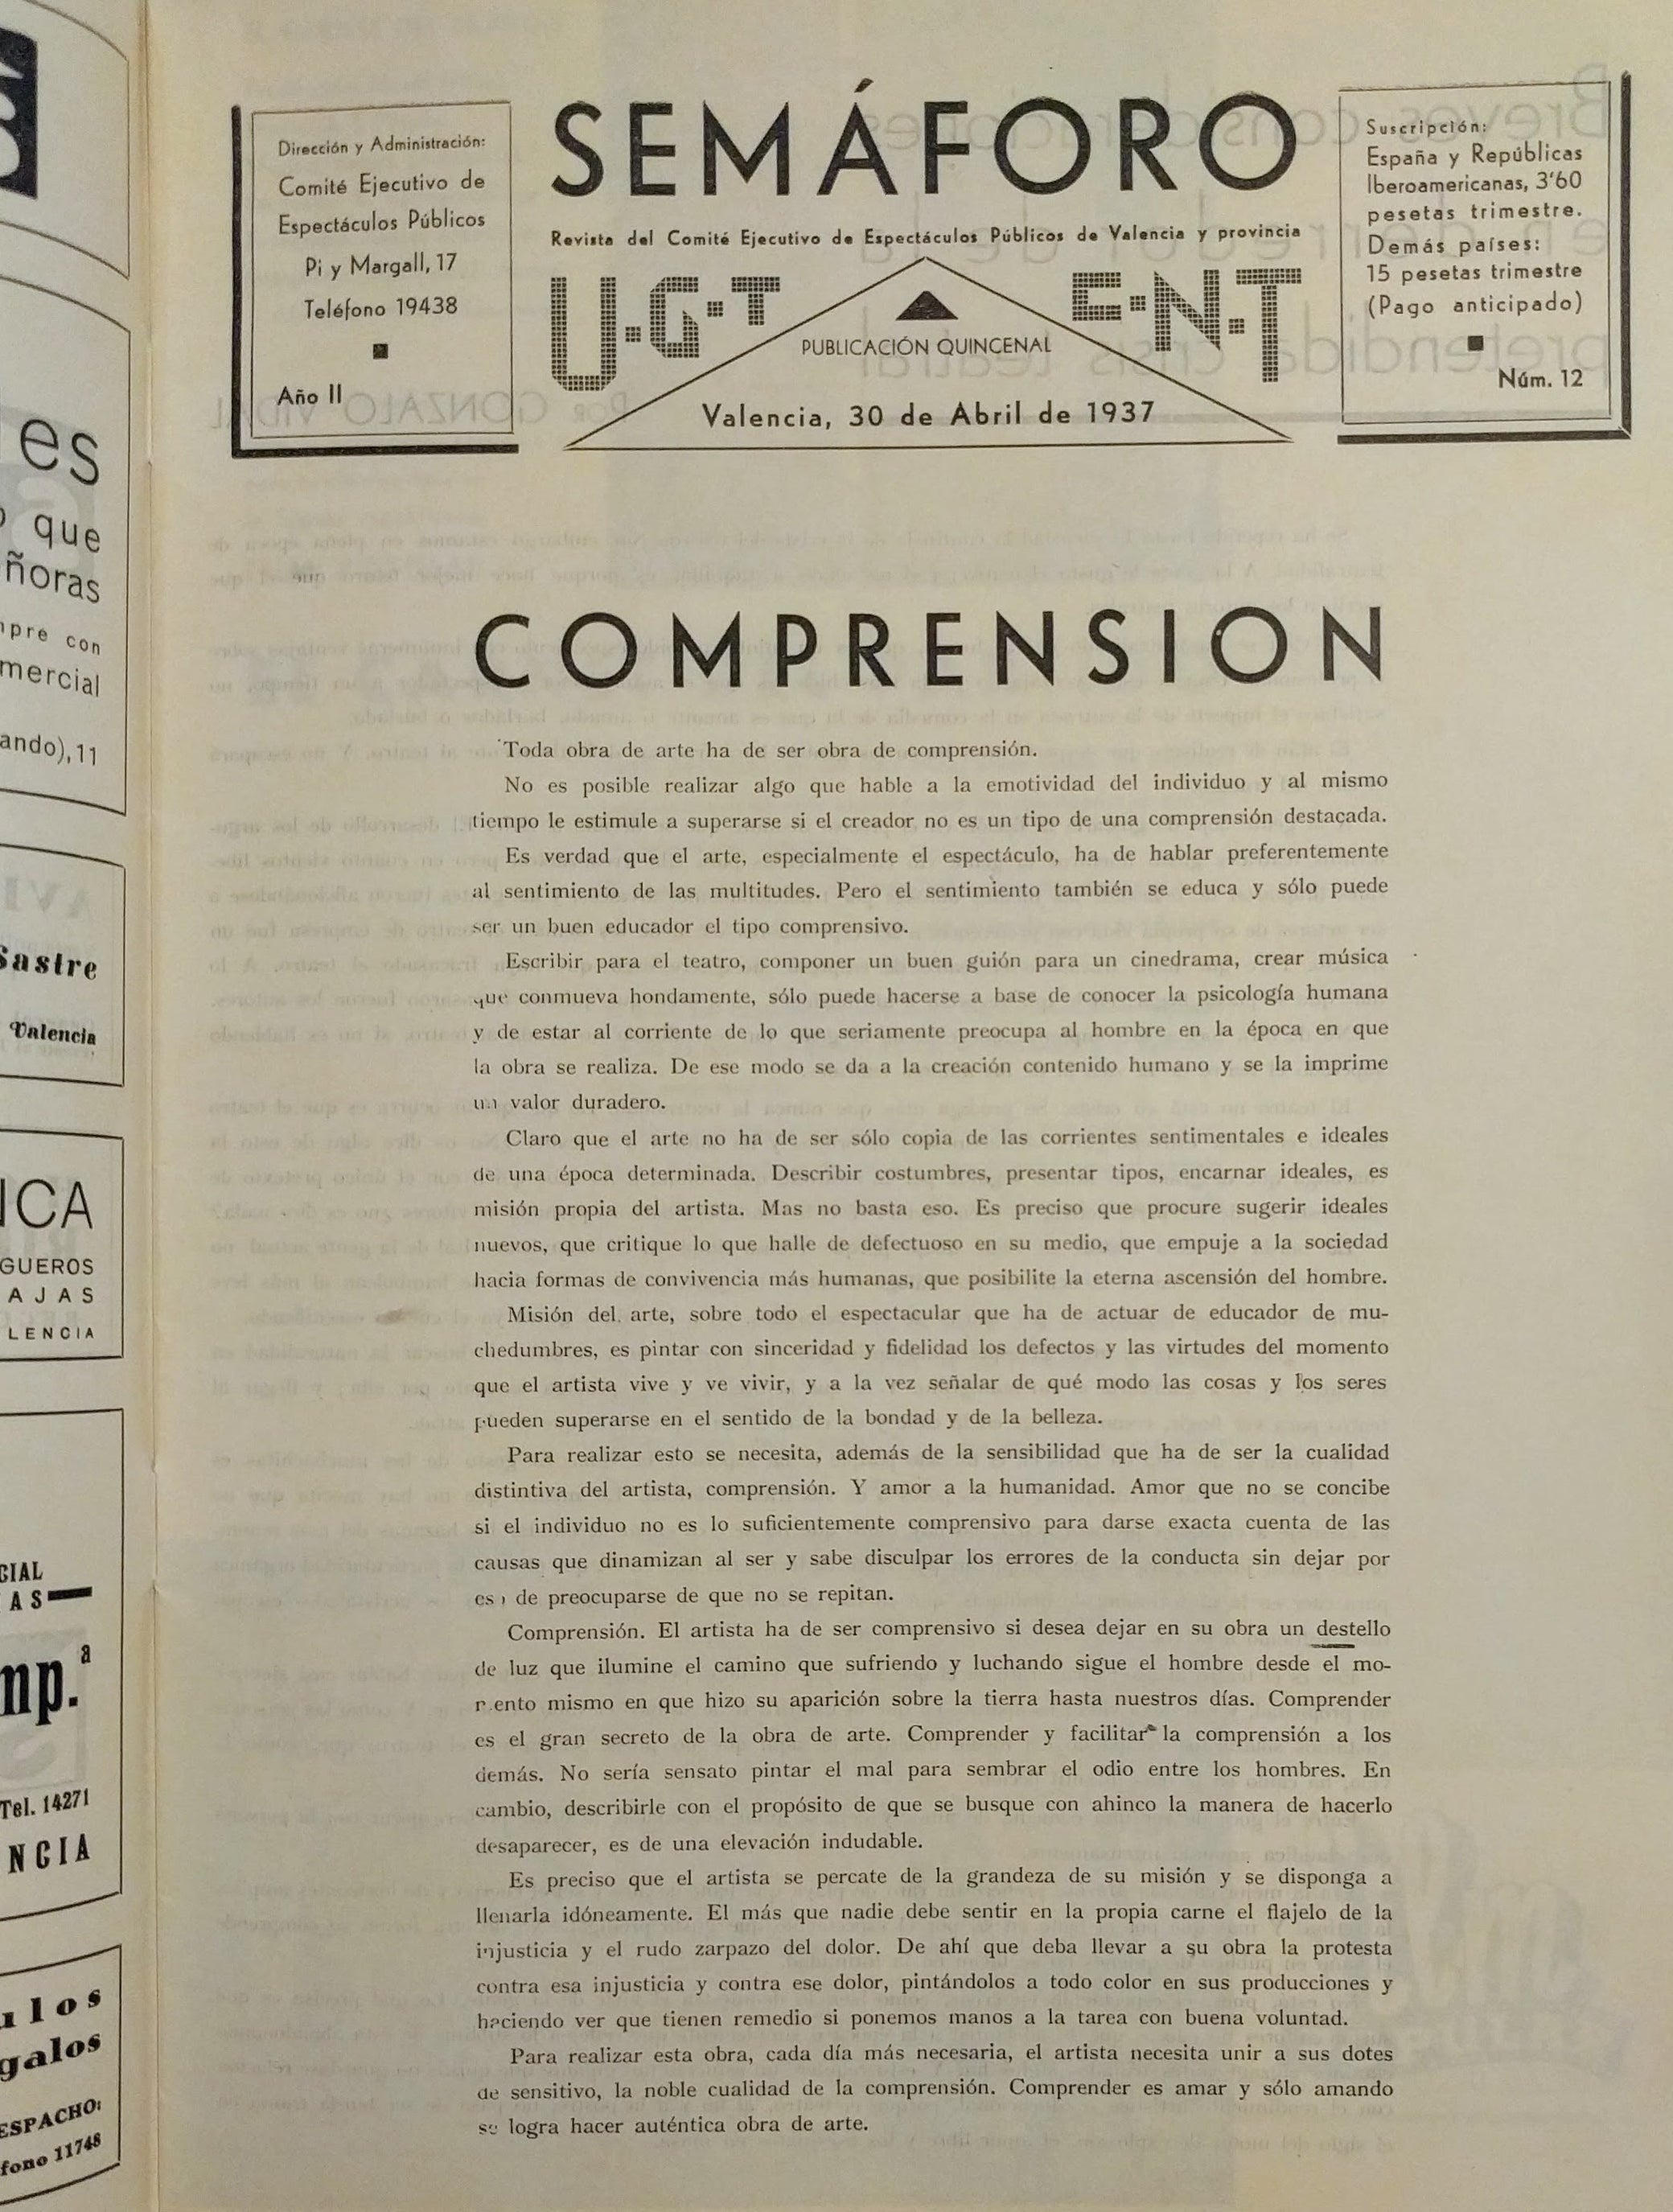 es
que
ñoras
con
ando), 11
Sastre
Valencia
GUEROS
AJAS
Tel. 14271
galos
11748
Dirección y Administración:
Comité Ejecutivo de
Espectáculos Públicos
Pi y Margall, 17
Teléfono 19438
Año II
SEMÁFORO
Revista del Comité Ejecutivo de Espectáculos Públicos de Valencia y provincia
U·G·T
C·N·T
PUBLICACIÓN QUINCENAL
Valencia, 30 de Abril de 1937
Suscripción:
España y Repúblicas
Iberoamericanas, 3'60
pesetas trimestre.
Demás países:
15 pesetas trimestre
(Pago anticipado)
Núm. 12
COMPRENSION
Toda obra de arte ha de ser obra de comprensión.
No es posible realizar algo que hable a la emotividad del individuo y al mismo
tiempo le estimule a superarse si el creador no es un tipo de una comprensión destacada.
Es verdad que el arte, especialmente el espectáculo, ha de hablar preferentemente
al sentimiento de las multitudes. Pero el sentimiento también se educa y sólo puede
ser un buen educador el tipo comprensivo.
Escribir para el teatro, componer un buen guión para un cinedrama, crear música
que conmueva hondamente, sólo puede hacerse a base de conocer la psicología humana
y de estar al corriente de lo que seriamente preocupa al hombre en la época en que
la obra se realiza. De ese modo se da a la creación contenido humano y se la imprime
un valor duradero.
Claro que el arte no ha de ser sólo copia de las corrientes sentimentales e ideales
de una época determinada. Describir costumbres, presentar tipos, encarnar ideales, es
misión propia del artista. Mas no basta eso. Es preciso que procure sugerir ideales
nuevos, que critique lo que halle de defectuoso en su medio, que empuje a la sociedad
hacia formas de convivencia más humanas, que posibilite la eterna ascensión del hombre.
Misión del arte, sobre todo el espectacular que ha de actuar de educador de mu-
chedumbres, es pintar con sinceridad y fidelidad los defectos y las virtudes del momento
que el artista vive y ve vivir, y a la vez señalar de qué modo las cosas y los seres
pueden superarse en el sentido de la bondad y de la belleza.
Para realizar esto se necesita, además de la sensibilidad que ha de ser la cualidad
distintiva del artista, comprensión. Y amor a la humanidad. Amor que no se concibe
si el individuo no es lo suficientemente comprensivo para darse exacta cuenta de las
causas que dinamizan al ser y sabe disculpar los errores de la conducta sin dejar por
eso de preocuparse de que no se repitan.
Comprensión. El artista ha de ser comprensivo si desea dejar en su obra un destello
de luz que ilumine el camino que sufriendo y luchando sigue el hombre desde el mo-
mento mismo en que hizo su aparición sobre la tierra hasta nuestros días. Comprender
es el gran secreto de la obra de arte. Comprender y facilitar la comprensión a los
demás. No sería sensato pintar el mal para sembrar el odio entre los hombres. En
cambio, describirle con el propósito de que se busque con ahinco la manera de hacerlo
desaparecer, es de una elevación indudable.
Es preciso que el artista se percate de la grandeza de su misión y se disponga a
llenarla idóneamente. El más que nadie debe sentir en la propia carne el flajelo de la
injusticia y el rudo zarpazo del dolor. De ahí que deba llevar a su obra la protesta
contra esa injusticia y contra ese dolor, pintándolos a todo color en sus producciones y
haciendo ver que tienen remedio si ponemos manos a la tarea con buena voluntad.
Para realizar esta obra, cada día más necesaria, el artista necesita unir a sus dotes
de sensitivo, la noble cualidad de la comprensión. Comprender es amar y sólo amando
se logra hacer auténtica obra de arte.